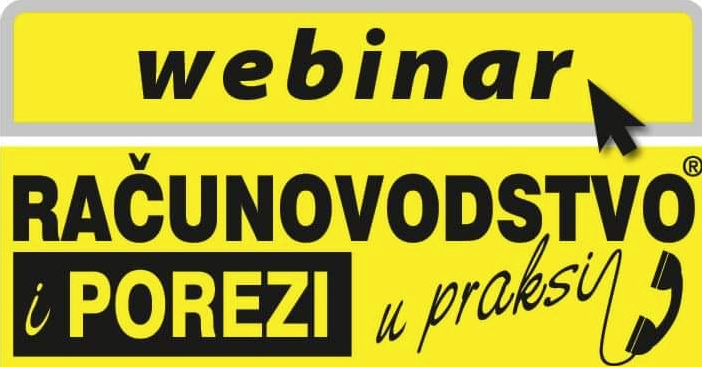 webinar
RAČUNOVODSTVO®
i POREZI u praksi